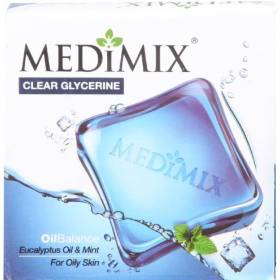 MEDIMIX
CLEAR GLYCERINE
MEDIMIX
OilBalance
Eucalyptus Oil & Mint
For Oily Skin